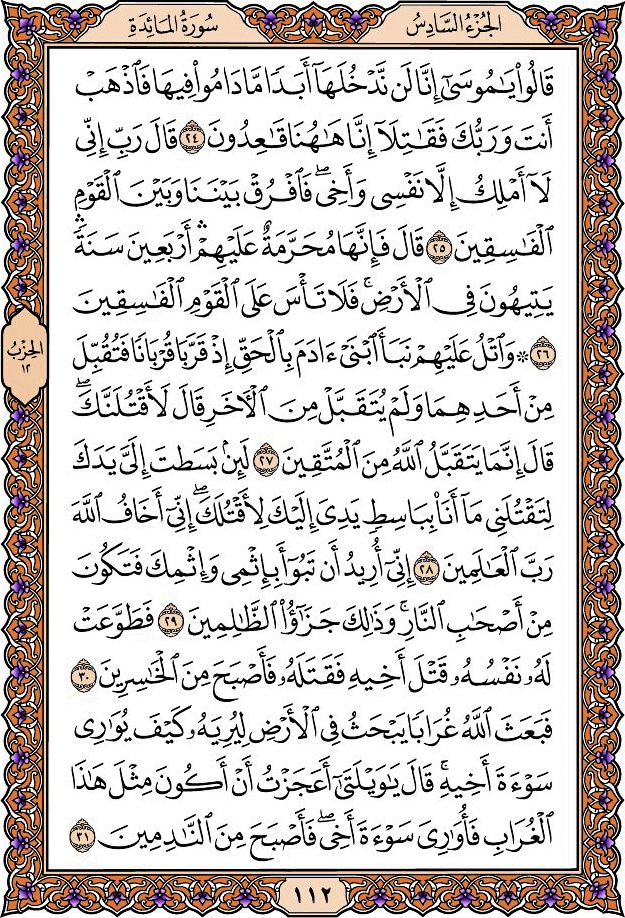 الجُزْءُ السَّادِسُ
سُورَةُ المَائِدَةِ
قَالُوا۟ يَـٰمُوسَىٰٓ إِنَّا لَن نَّدْخُلَهَآ أَبَدًا مَّا دَامُوا۟ فِيهَا فَٱذْهَبْ
أَنتَ وَرَبُّكَ فَقَـٰتِلَآ إِنَّا هَـٰهُنَا قَـٰعِدُونَ ٢٤ قَالَ رَبِّ إِنِّى
لَآ أَمْلِكُ إِلَّا نَفْسِى وَأَخِى ۖ فَٱفْرُقْ بَيْنَنَا وَبَيْنَ ٱلْقَوْمِ
ٱلْفَـٰسِقِينَ ٢٥ قَالَ فَإِنَّهَا مُحَرَّمَةٌ عَلَيْهِمْ ۛ أَرْبَعِينَ سَنَةً ۛ
يَتِيهُونَ فِى ٱلْأَرْضِ ۚ فَلَا تَأْسَ عَلَى ٱلْقَوْمِ ٱلْفَـٰسِقِينَ
٢٦ ۞ وَٱتْلُ عَلَيْهِمْ نَبَأَ ٱبْنَىْ ءَادَمَ بِٱلْحَقِّ إِذْ قَرَّبَا قُرْبَانًا فَتُقُبِّلَ
مِنْ أَحَدِهِمَا وَلَمْ يُتَقَبَّلْ مِنَ ٱلْـَٔاخَرِ قَالَ لَأَقْتُلَنَّكَ ۖ
قَالَ إِنَّمَا يَتَقَبَّلُ ٱللَّهُ مِنَ ٱلْمُتَّقِينَ ٢٧ لَئِنۢ بَسَطتَ إِلَىَّ يَدَكَ
لِتَقْتُلَنِى مَآ أَنَا۠ بِبَاسِطٍ يَدِىَ إِلَيْكَ لِأَقْتُلَكَ ۖ إِنِّىٓ أَخَافُ ٱللَّهَ
رَبَّ ٱلْعَـٰلَمِينَ ٢٨ إِنِّىٓ أُرِيدُ أَن تَبُوٓأَ بِإِثْمِى وَإِثْمِكَ فَتَكُونَ
مِنْ أَصْحَـٰبِ ٱلنَّارِ ۚ وَذَٰلِكَ جَزَٰٓؤُا۟ ٱلظَّـٰلِمِينَ ٢٩ فَطَوَّعَتْ
لَهُۥ نَفْسُهُۥ قَتْلَ أَخِيهِ فَقَتَلَهُۥ فَأَصْبَحَ مِنَ ٱلْخَـٰسِرِينَ ٣٠
فَبَعَثَ ٱللَّهُ غُرَابًا يَبْحَثُ فِى ٱلْأَرْضِ لِيُرِيَهُۥ كَيْفَ يُوَٰرِى
سَوْءَةَ أَخِيهِ ۚ قَالَ يَـٰوَيْلَتَىٰٓ أَعَجَزْتُ أَنْ أَكُونَ مِثْلَ هَـٰذَا
ٱلْغُرَابِ فَأُوَٰرِىَ سَوْءَةَ أَخِى ۖ فَأَصْبَحَ مِنَ ٱلنَّـٰدِمِينَ ٣١
الحِزْبُ
١٢
١١٢